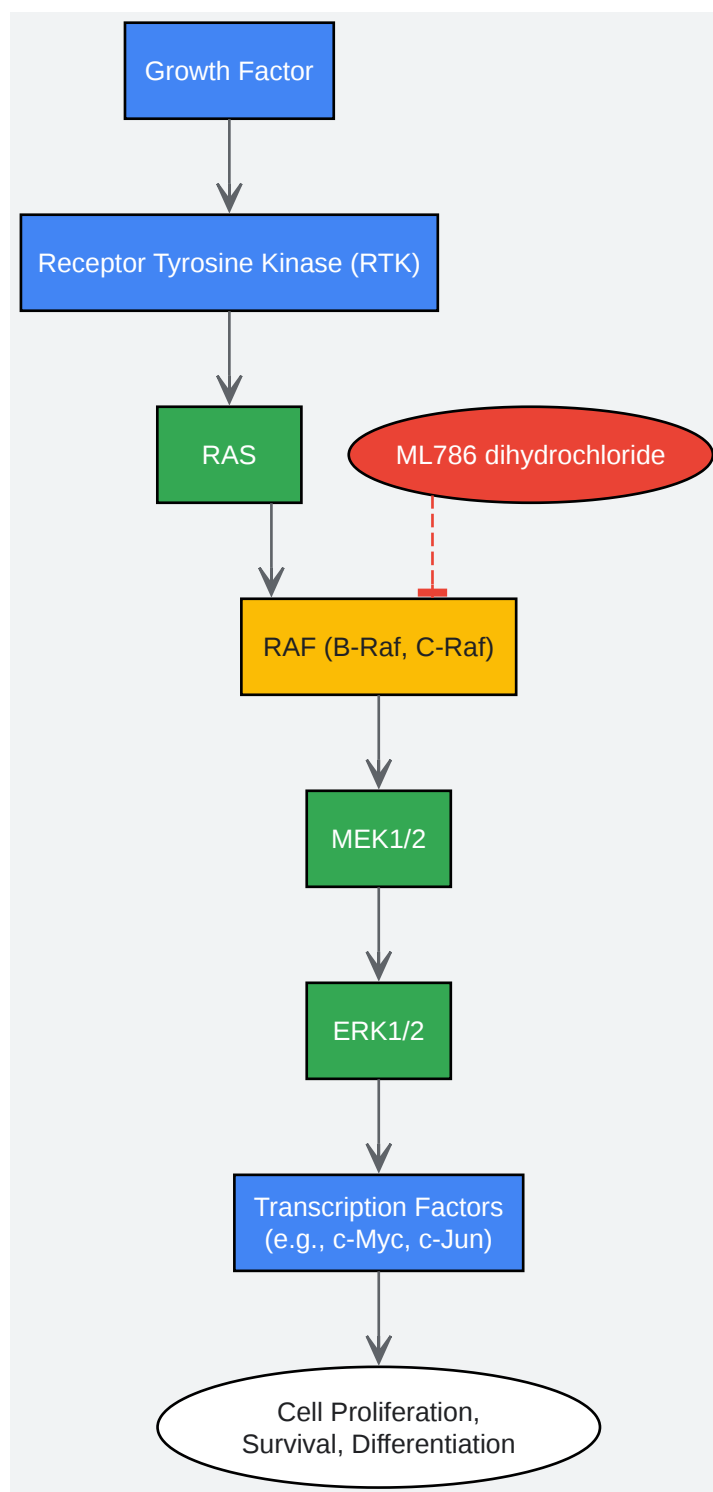 Growth Factor
Receptor Tyrosine Kinase (RTK)
RAS
ML786 dihydrochloride
RAF (B-Raf, C-Raf)
MEK1/2
ERK1/2
Transcription Factors
(e.g., c-Myc, c-Jun)
Cell Proliferation,
Survival, Differentiation